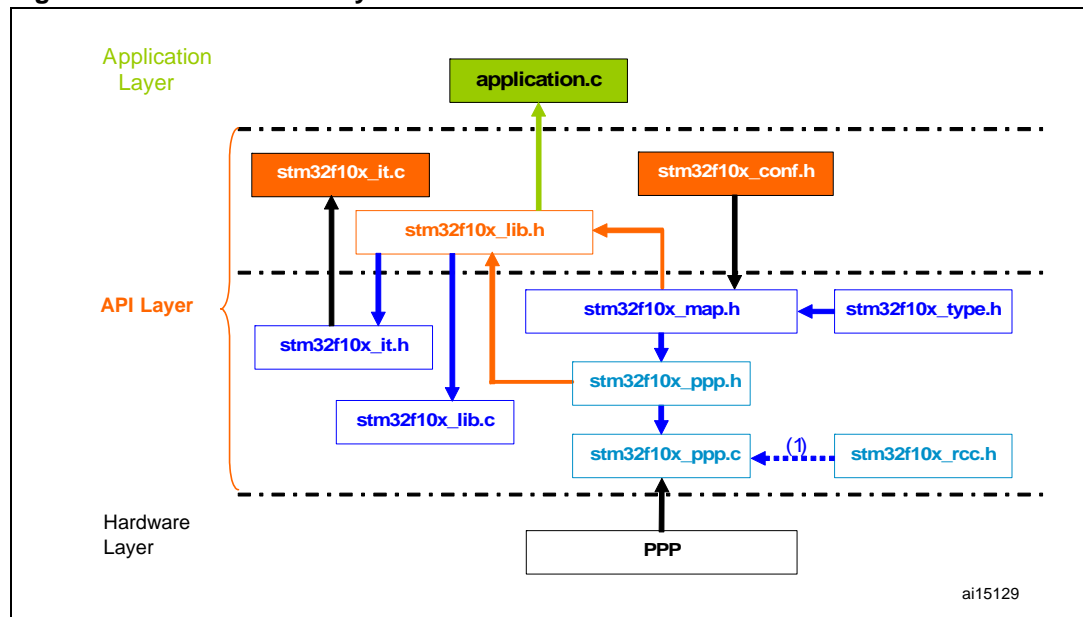 Application
Layer
application.c
stm32f10x_it.c
stm32f10x_conf.h
stm32f10x_lib.h
API Layer
stm32f10x_map.h
stm32f10x_type.h
stm32f10x_it.h
stm32f10x_ppp.h
stm32f10x_lib.c
(1)
stm32f10x_ppp.c
stm32f10x_rcc.h
Hardware
Layer
PPP
ai15129